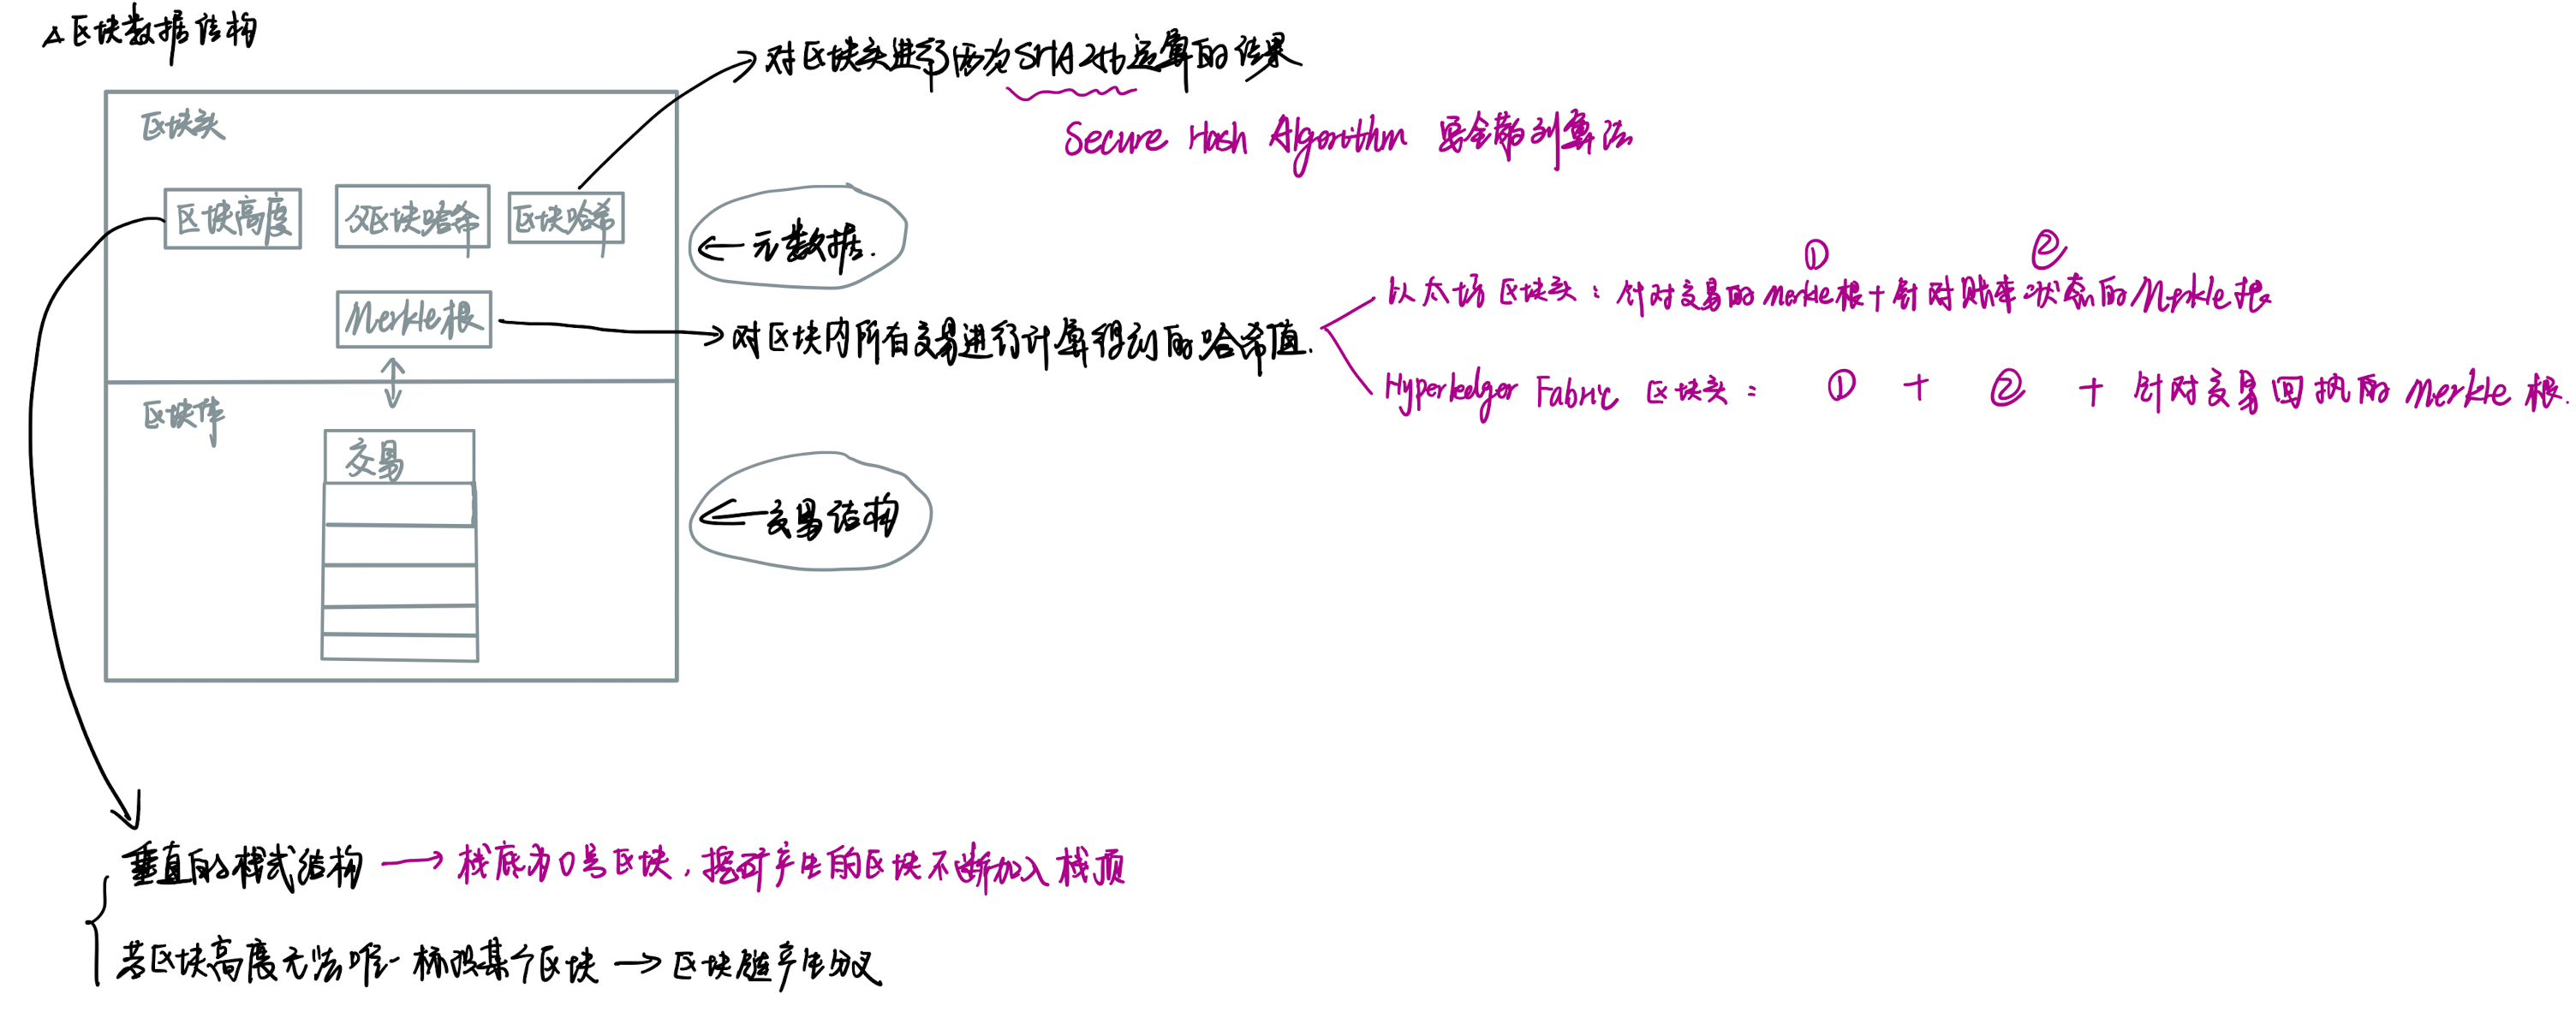 △区块数据结构
对区块头进行两次SHA256运算的结果
Secure Hash Algorithm 安全散列算法
区块头
区块高度
父区块哈希
区块哈希
←元数据.
Merkle根
对区块内所有交易进行计算得到的哈希值.
① ②
以太坊区块头：针对交易的merkle根+针对账本状态的Merkle根
Hyperledger Fabric 区块头： ① + ② + 针对交易回执的merkle根.
区块体
交易
←交易结构
垂直的栈式结构 → 栈底为0号区块，挖矿产生的区块不断加入栈顶
若区块高度无法唯一标识某个区块 → 区块链产生分叉